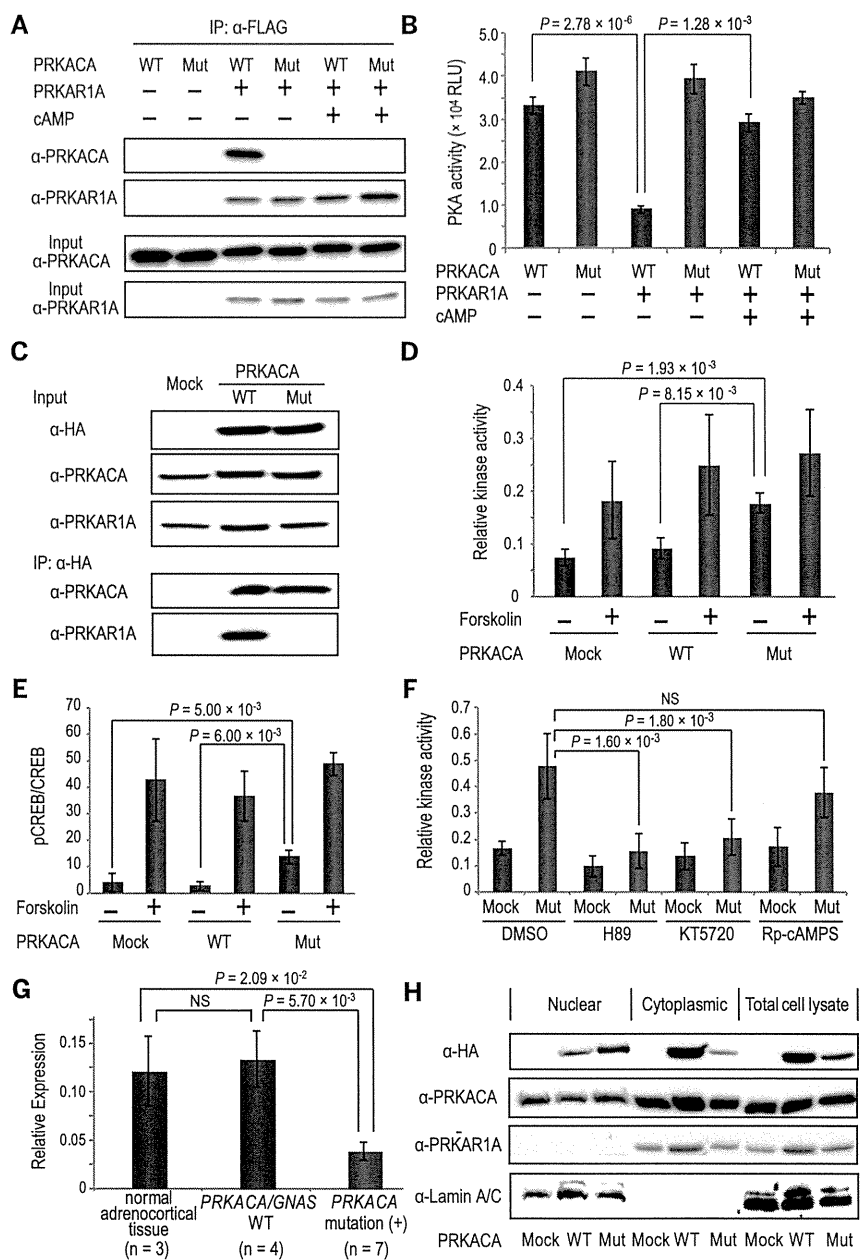 A
IP: α-FLAG
PRKACA WT Mut WT Mut WT Mut
PRKAR1A − − + + + +
cAMP − − − − + +
α-PRKACA
α-PRKAR1A
Input
α-PRKACA
Input
α-PRKAR1A
B
P = 2.78 × 10-6
P = 1.28 × 10-3
PKA activity (× 10⁴ RLU)
5.0
4.0
3.0
2.0
1.0
0
PRKACA WT Mut WT Mut WT Mut
PRKAR1A − − + + + +
cAMP − − − − + +
C
PRKACA
Mock WT Mut
Input
α-HA
α-PRKACA
α-PRKAR1A
IP: α-HA
α-PRKACA
α-PRKAR1A
D
P = 1.93 × 10-3
P = 8.15 × 10 -3
Relative kinase activity
0.4
0.3
0.2
0.1
0
Forskolin − + − + − +
PRKACA Mock WT Mut
E
P = 5.00 × 10-3
P = 6.00 × 10-3
pCREB/CREB
70
60
50
40
30
20
10
0
Forskolin − + − + − +
PRKACA Mock WT Mut
F
NS
P = 1.80 × 10-3
P = 1.60 × 10-3
Relative kinase activity
0.7
0.6
0.5
0.4
0.3
0.2
0.1
0
Mock Mut Mock Mut Mock Mut Mock Mut
DMSO H89 KT5720 Rp-cAMPS
G
P = 2.09 × 10-2
NS P = 5.70 × 10-3
Relative Expression
0.15
0.10
0.05
0
normal adrenocortical tissue (n = 3)
PRKACA/GNAS WT (n = 4)
PRKACA mutation (+) (n = 7)
H
Nuclear Cytoplasmic Total cell lysate
α-HA
α-PRKACA
α-PRKAR1A
α-Lamin A/C
PRKACA Mock WT Mut Mock WT Mut Mock WT Mut